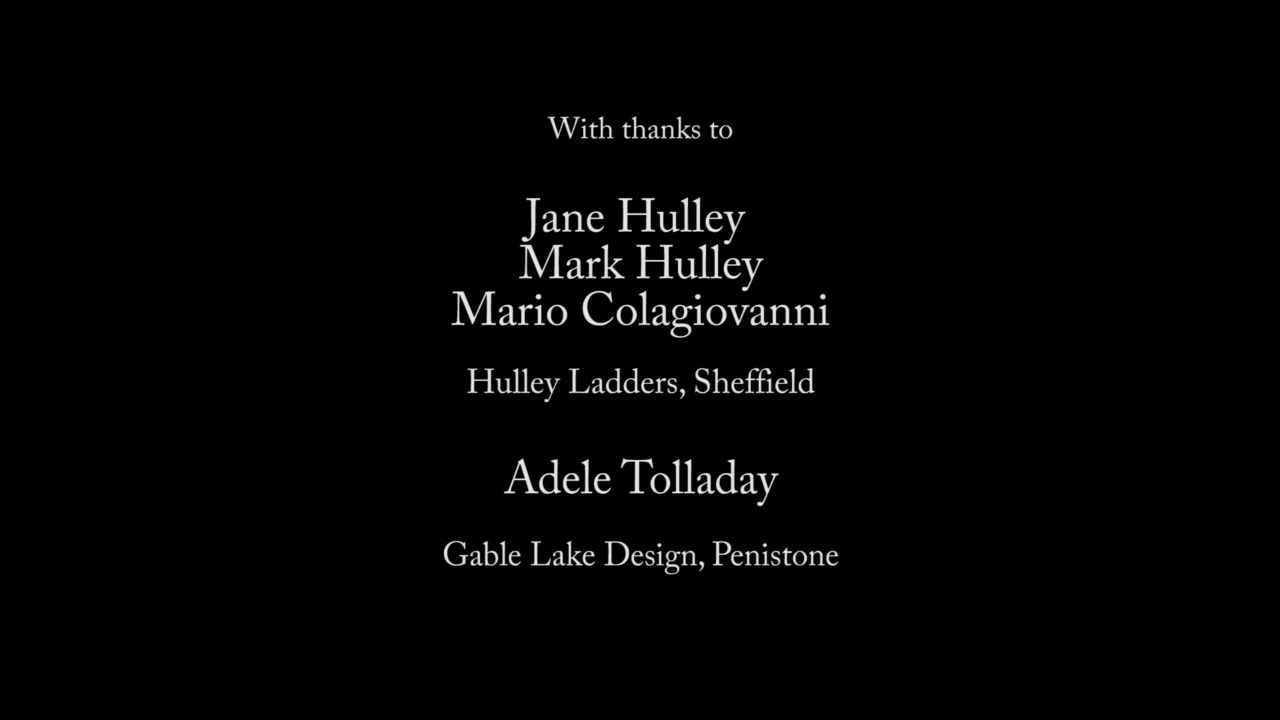 With thanks to
Jane Hulley
Mark Hulley
Mario Colagiovanni
Hulley Ladders, Sheffield
Adele Tolladay
Gable Lake Design, Penistone